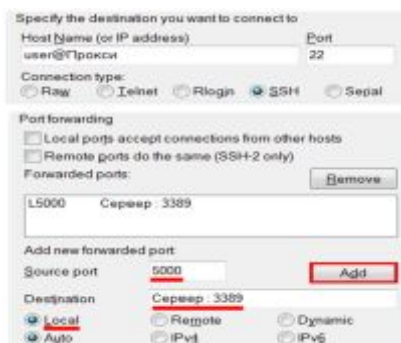 Specify the destination you want to connect to
Host Name (or IP address) Port
user@Прокси 22
Connection type:
Raw Telnet Rlogin SSH Serial
Port forwarding
Local ports accept connections from other hosts
Remote ports do the same (SSH-2 only)
Forwarded ports: Remove
L5000 Сервер:3389
Add new forwarded port
Source port 5000 Add
Destination Сервер:3389
Local Remote Dynamic
Auto IPv4 IPv6